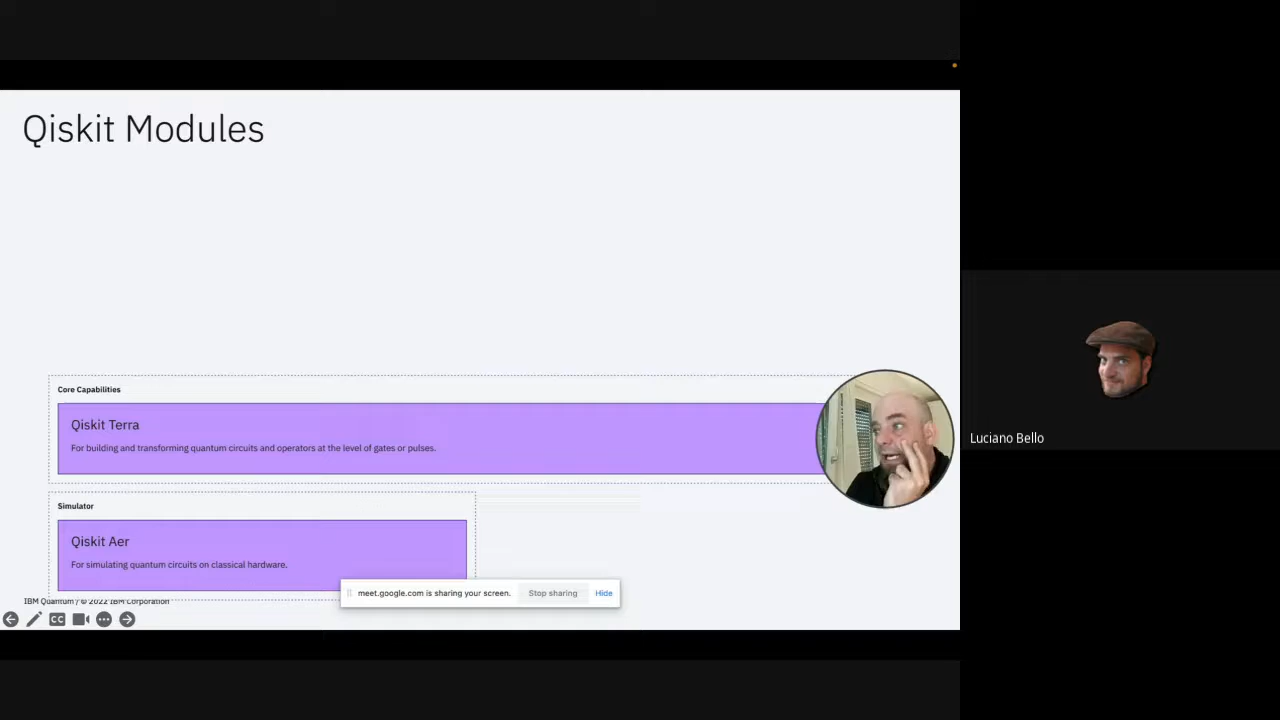 Qiskit Modules
Core Capabilities
Qiskit Terra
For building and transforming quantum circuits and operators at the level of gates or pulses.
Luciano Bello
Simulator
Qiskit Aer
For simulating quantum circuits on classical hardware.
meet.google.com is sharing your screen.
Stop sharing
Hide
IBM Quantum / © 2022 IBM Corporation
CC